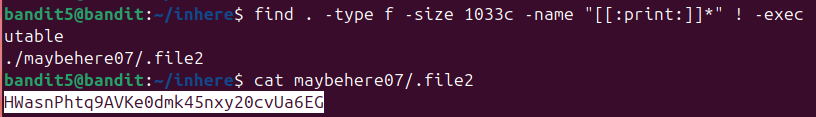 bandit5@bandit:~/inhere$ find . -type f -size 1033c -name "[[:print:]]*" ! -exec
utable
./maybehere07/.file2
bandit5@bandit:~/inhere$ cat maybehere07/.file2
HWasnPhtq9AVKe0dmk45nxy20cvUa6EG